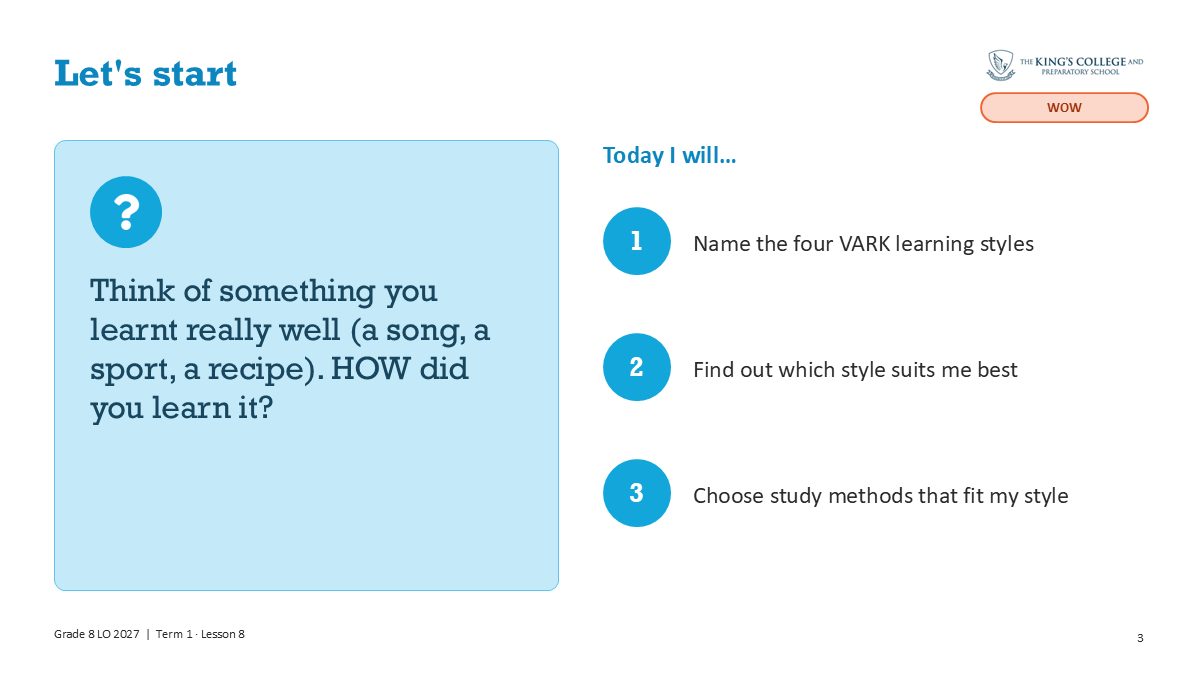 Let's start
THE KING'S COLLEGE AND
PREPARATORY SCHOOL
WOW
?
Think of something you
learnt really well (a song, a
sport, a recipe). HOW did
you learn it?
Today I will...
1
Name the four VARK learning styles
2
Find out which style suits me best
3
Choose study methods that fit my style
Grade 8 LO 2027 | Term 1 · Lesson 8
3